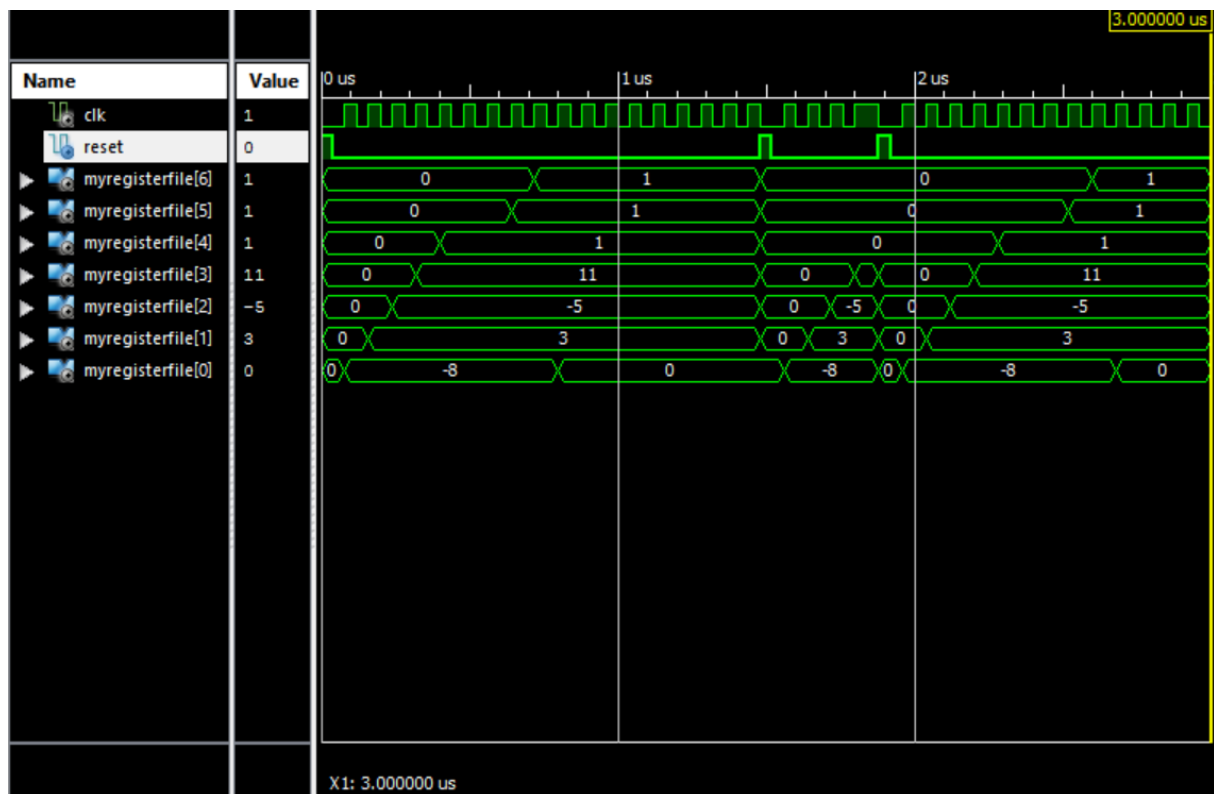 3.000000 us
Name Value 0 us 1 us 2 us
clk 1
reset 0
myregisterfile[6] 1 0 1 0 1
myregisterfile[5] 1 0 1 0 1
myregisterfile[4] 1 0 1 0 1
myregisterfile[3] 11 0 11 0 0 11
myregisterfile[2] -5 0 -5 0 -5 0 -5
myregisterfile[1] 3 0 3 0 3 0 3
myregisterfile[0] 0 0 -8 0 -8 0 -8 0
X1: 3.000000 us